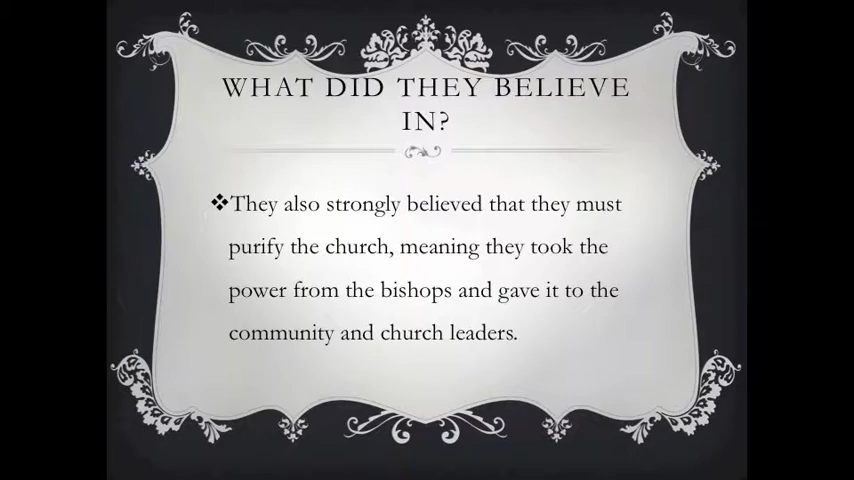 WHAT DID THEY BELIEVE
IN?
❖They also strongly believed that they must
purify the church, meaning they took the
power from the bishops and gave it to the
community and church leaders.